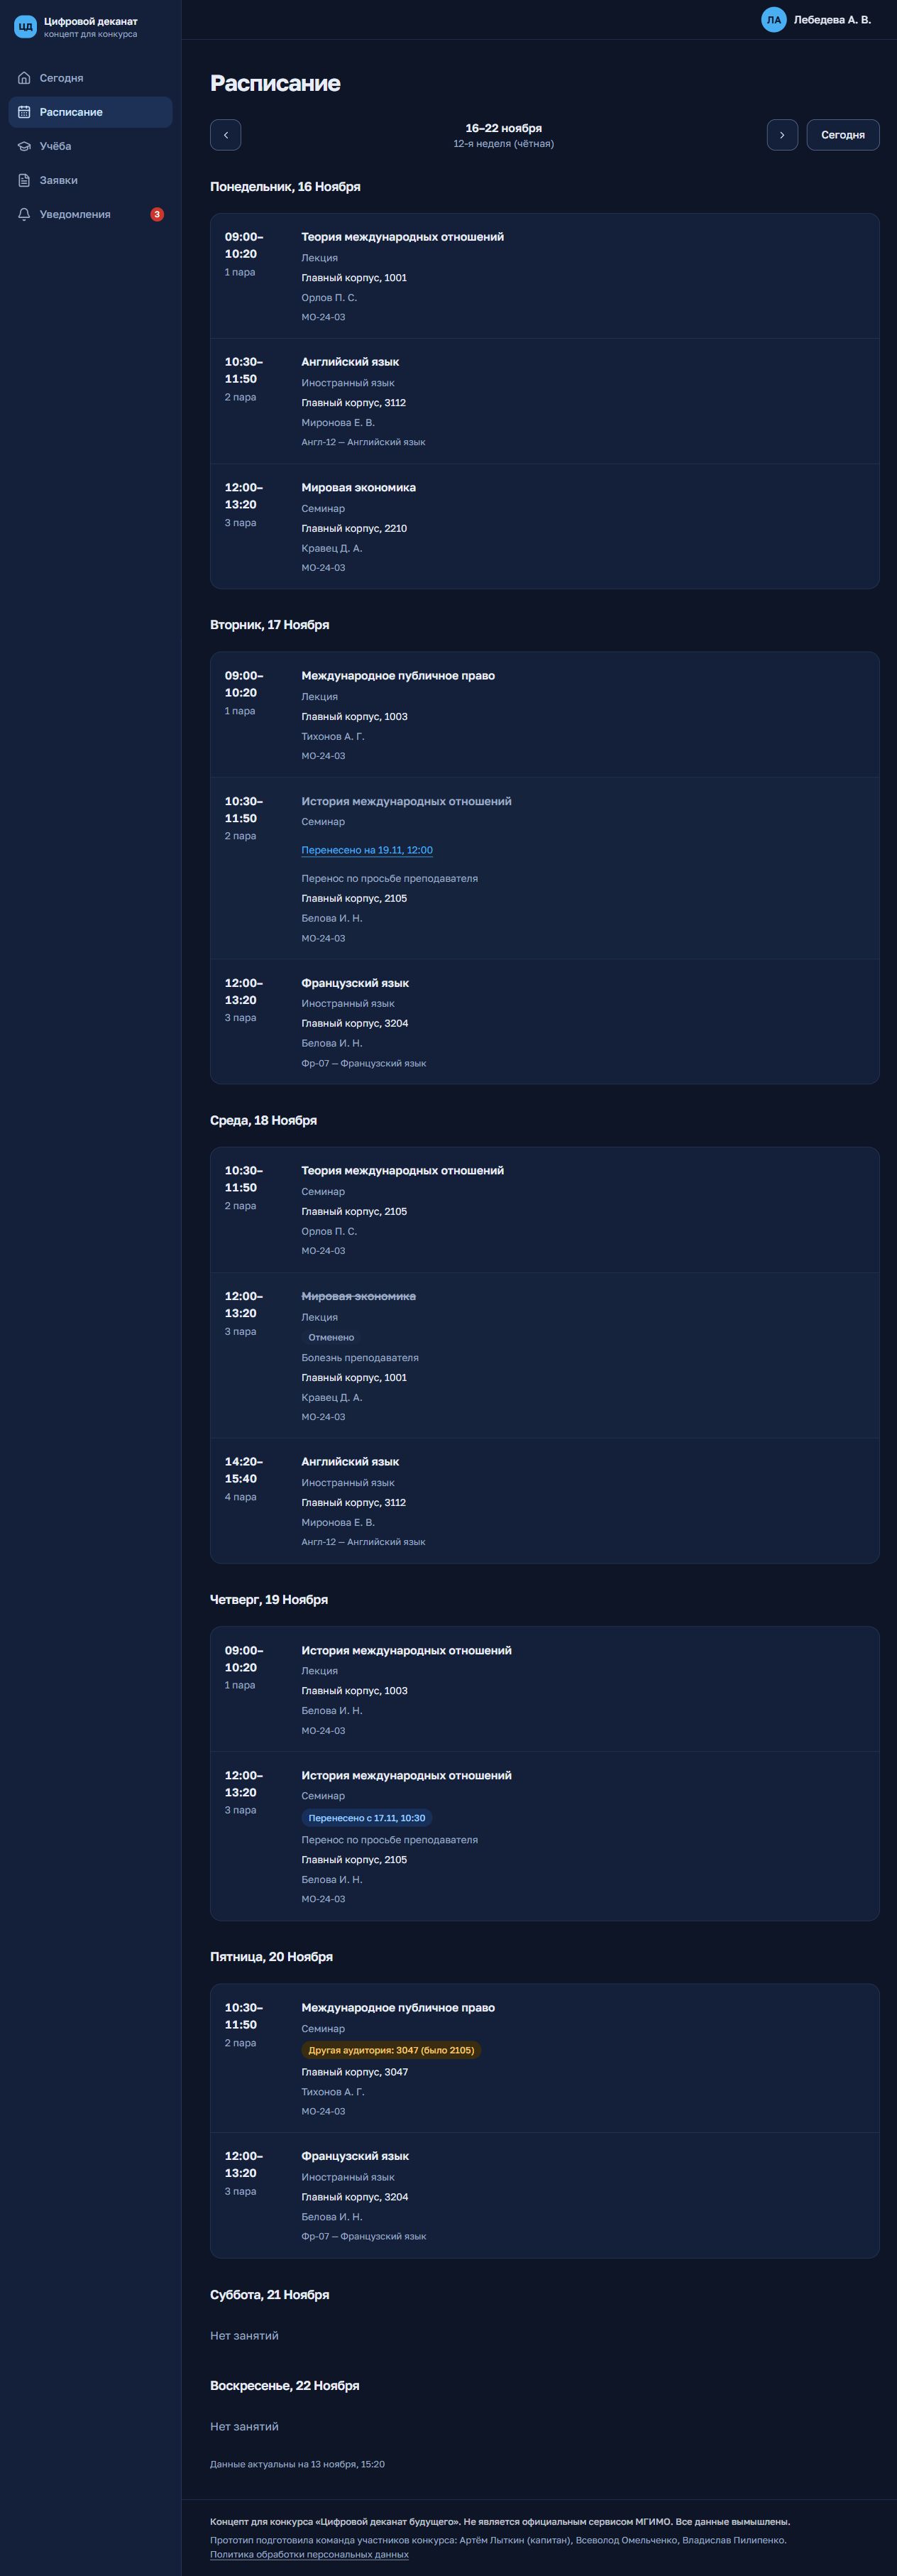 ЦД
Цифровой деканат
концепт для конкурса
ЛА
Лебедева А. В.
Сегодня
Расписание
Учёба
Заявки
Уведомления
3
Расписание
16–22 ноября
12-я неделя (чётная)
Сегодня
Понедельник, 16 Ноября
09:00–
10:20
1 пара
Теория международных отношений
Лекция
Главный корпус, 1001
Орлов П. С.
МО-24-03
10:30–
11:50
2 пара
Английский язык
Иностранный язык
Главный корпус, 3112
Миронова Е. В.
Англ-12 — Английский язык
12:00–
13:20
3 пара
Мировая экономика
Семинар
Главный корпус, 2210
Кравец Д. А.
МО-24-03
Вторник, 17 Ноября
09:00–
10:20
1 пара
Международное публичное право
Лекция
Главный корпус, 1003
Тихонов А. Г.
МО-24-03
10:30–
11:50
2 пара
История международных отношений
Семинар
Перенесено на 19.11, 12:00
Перенос по просьбе преподавателя
Главный корпус, 2105
Белова И. Н.
МО-24-03
12:00–
13:20
3 пара
Французский язык
Иностранный язык
Главный корпус, 3204
Белова И. Н.
Фр-07 — Французский язык
Среда, 18 Ноября
10:30–
11:50
2 пара
Теория международных отношений
Семинар
Главный корпус, 2105
Орлов П. С.
МО-24-03
12:00–
13:20
3 пара
Мировая экономика
Лекция
Отменено
Болезнь преподавателя
Главный корпус, 1001
Кравец Д. А.
МО-24-03
14:20–
15:40
4 пара
Английский язык
Иностранный язык
Главный корпус, 3112
Миронова Е. В.
Англ-12 — Английский язык
Четверг, 19 Ноября
09:00–
10:20
1 пара
История международных отношений
Лекция
Главный корпус, 1003
Белова И. Н.
МО-24-03
12:00–
13:20
3 пара
История международных отношений
Семинар
Перенесено с 17.11, 10:30
Перенос по просьбе преподавателя
Главный корпус, 2105
Белова И. Н.
МО-24-03
Пятница, 20 Ноября
10:30–
11:50
2 пара
Международное публичное право
Семинар
Другая аудитория: 3047 (было 2105)
Главный корпус, 3047
Тихонов А. Г.
МО-24-03
12:00–
13:20
3 пара
Французский язык
Иностранный язык
Главный корпус, 3204
Белова И. Н.
Фр-07 — Французский язык
Суббота, 21 Ноября
Нет занятий
Воскресенье, 22 Ноября
Нет занятий
Данные актуальны на 13 ноября, 15:20
Концепт для конкурса «Цифровой деканат будущего». Не является официальным сервисом МГИМО. Все данные вымышлены.
Прототип подготовила команда участников конкурса: Артём Лыткин (капитан), Всеволод Омельченко, Владислав Пилипенко.
Политика обработки персональных данных